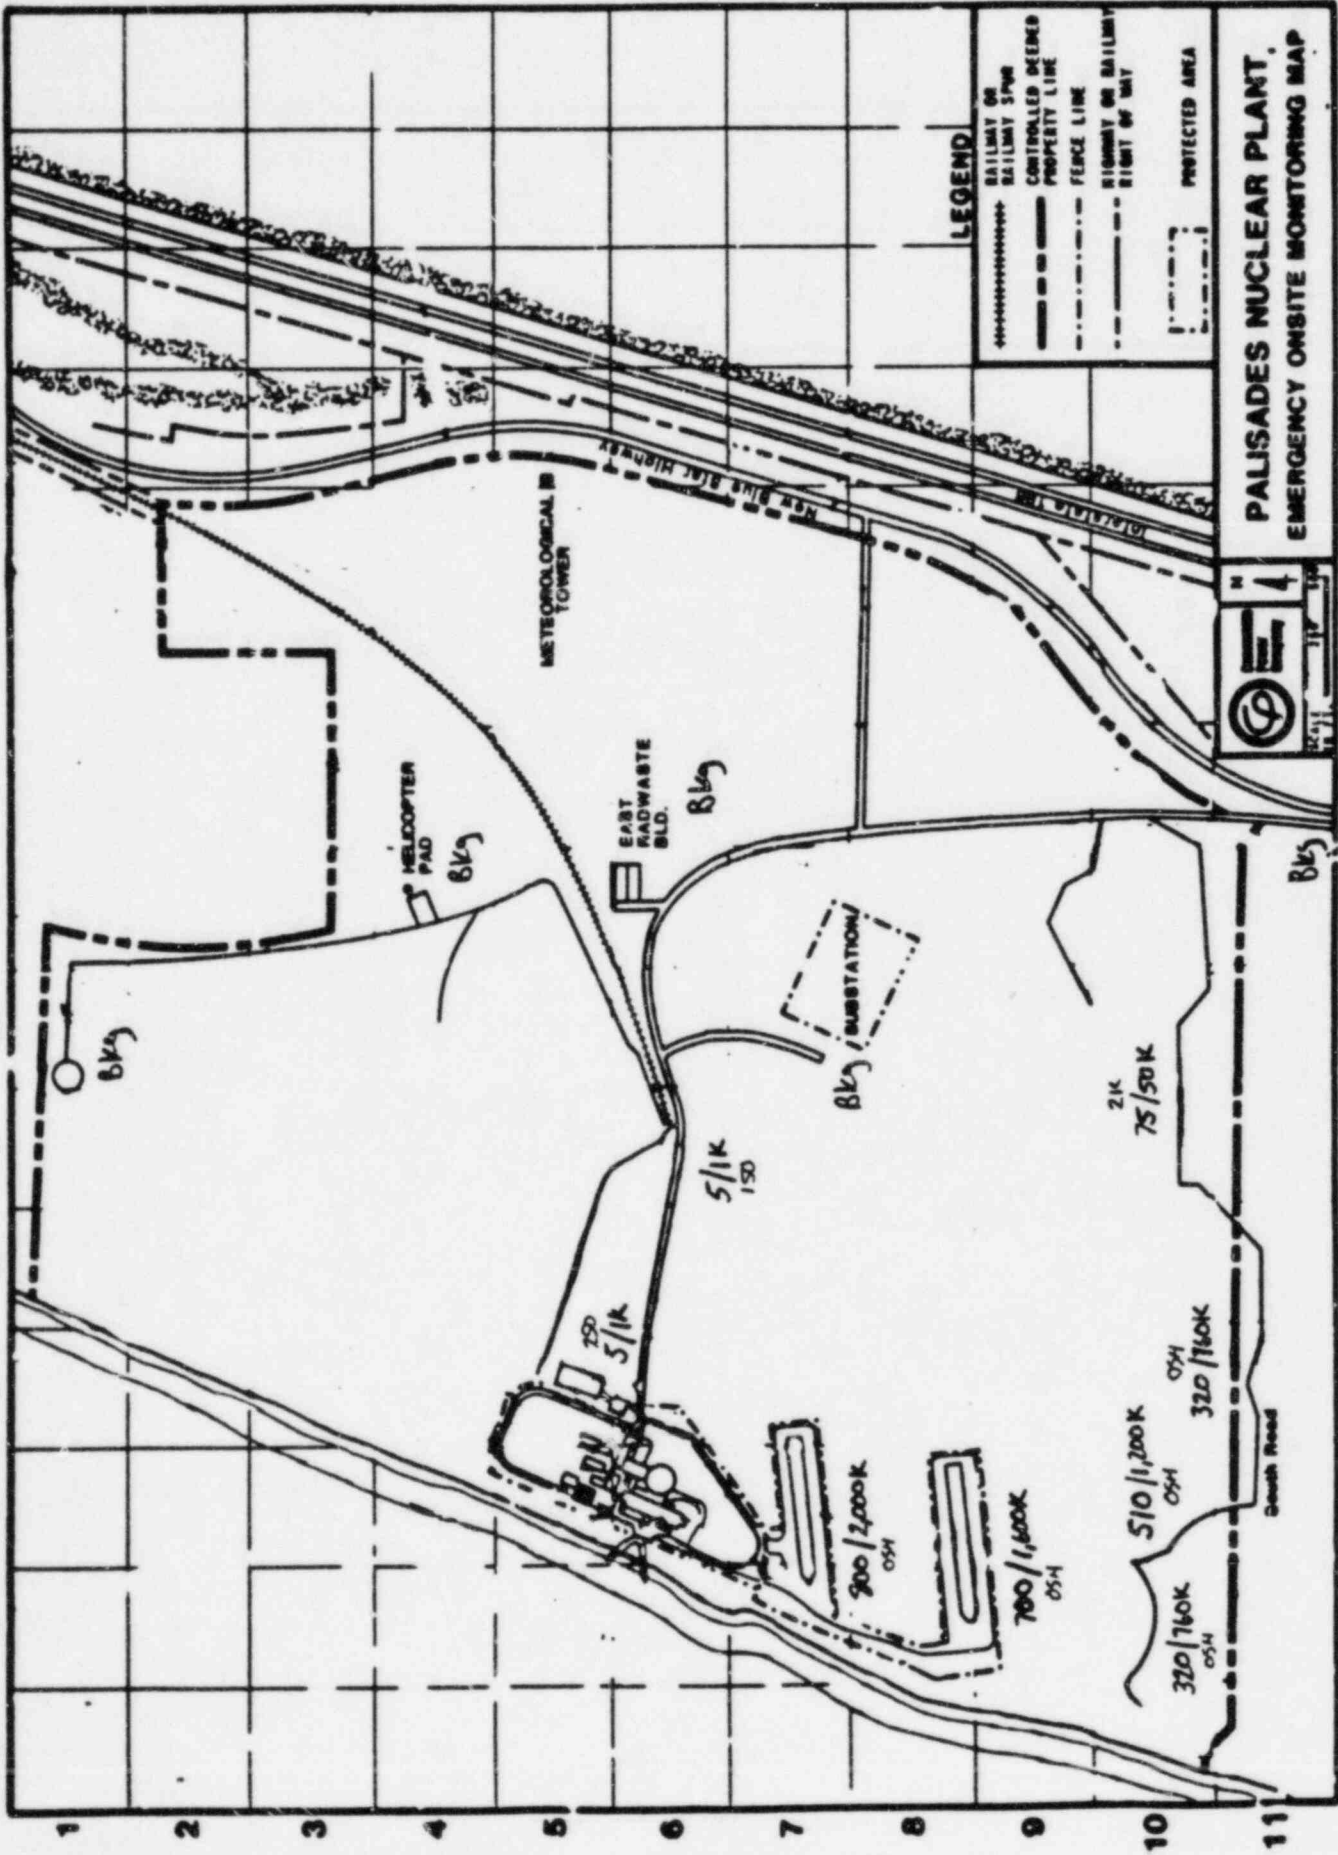 PALISADES NUCLEAR PLANT,
EMERGENCY ONSITE MONITORING MAP
LEGEND
RAILWAY OR
RAILWAY SPUR
CONTROLLED DEEDED
PROPERTY LINE
FENCE LINE
HIGHWAY OR RAILWAY
RIGHT OF WAY
PROTECTED AREA
N
1
2
3
4
5
6
7
8
9
10
11
Bkg
HELICOPTER
PAD
Bkg
METEOROLOGICAL
TOWER
New Blue Star Highway
Interstate
EAST
RADWASTE
BLD.
Bkg
SUBSTATION
Bkg
250
5/1K
5/1K
150
2K
75/50K
Bkg
OSH
320/760K
510/1,200K
OSH
320/760K
OSH
South Road
OSH
700/1,600K
OSH